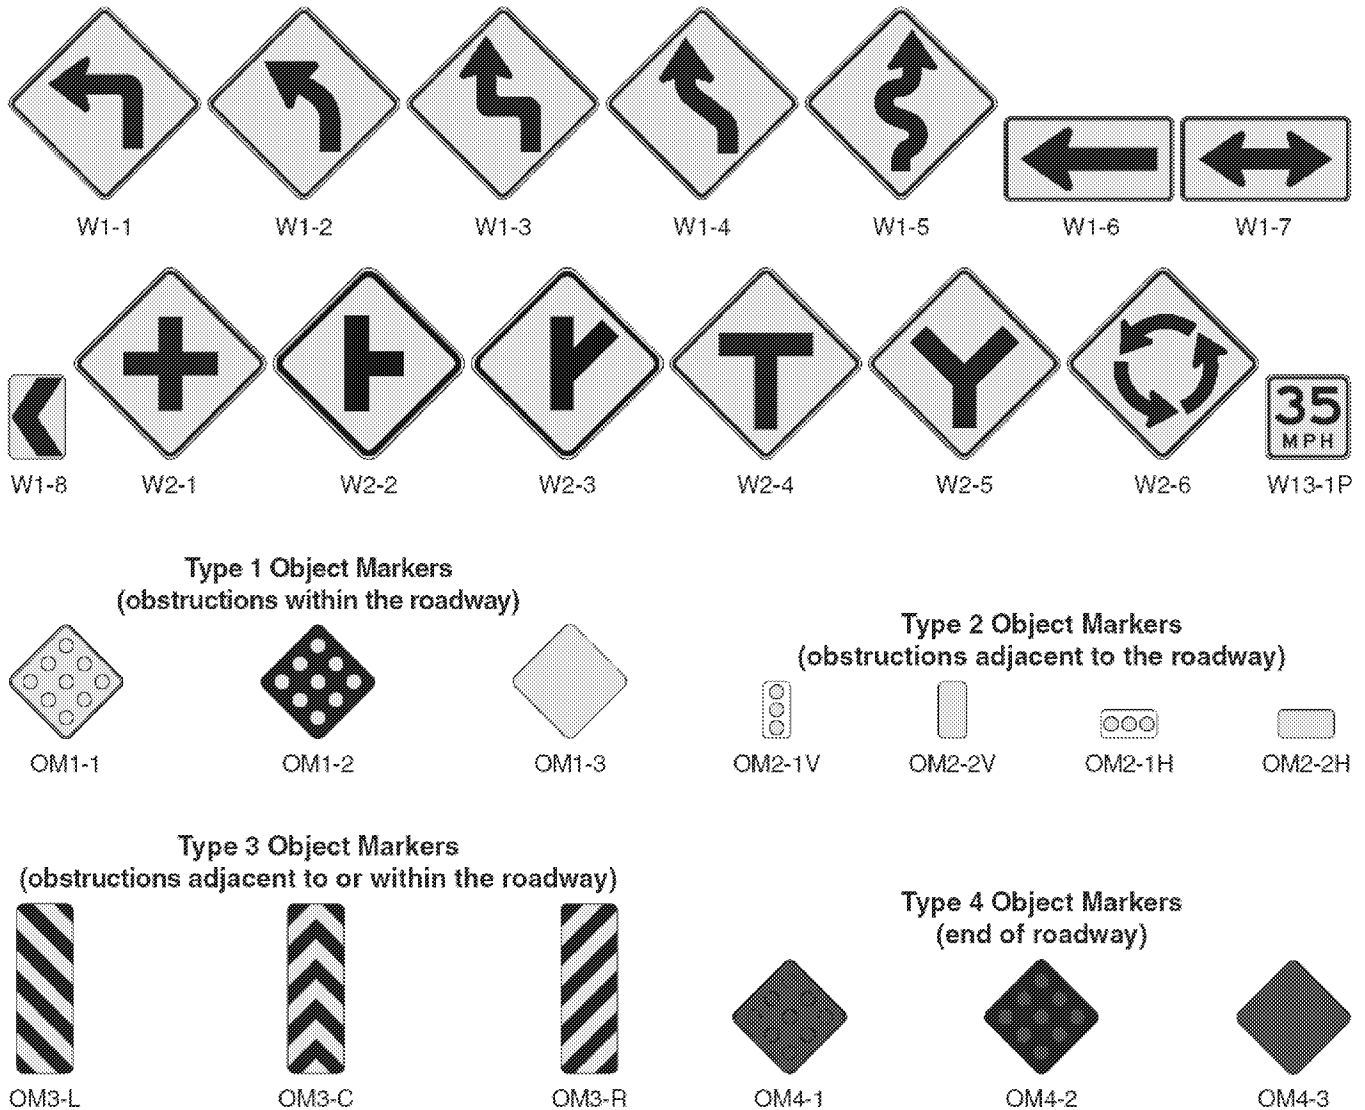 W1-1 W1-2 W1-3 W1-4 W1-5 W1-6 W1-7
35
MPH
W1-8 W2-1 W2-2 W2-3 W2-4 W2-5 W2-6 W13-1P
Type 1 Object Markers
(obstructions within the roadway)
OM1-1 OM1-2 OM1-3
Type 2 Object Markers
(obstructions adjacent to the roadway)
OM2-1V OM2-2V OM2-1H OM2-2H
Type 3 Object Markers
(obstructions adjacent to or within the roadway)
OM3-L OM3-C OM3-R
Type 4 Object Markers
(end of roadway)
OM4-1 OM4-2 OM4-3